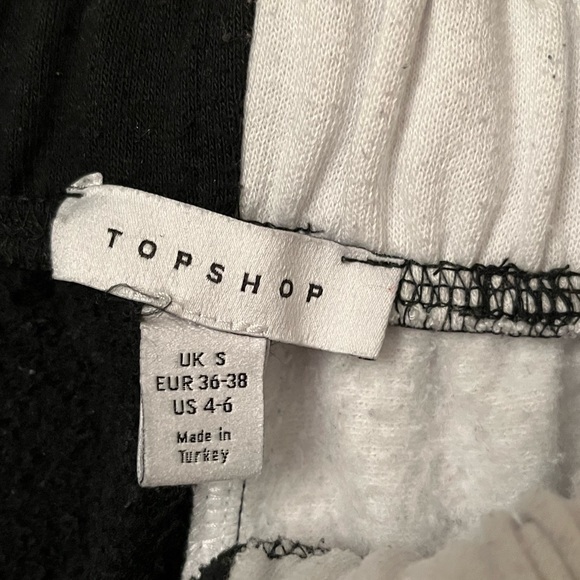 TOPSHOP
UK S
EUR 36-38
US 4-6
Made in
Turkey